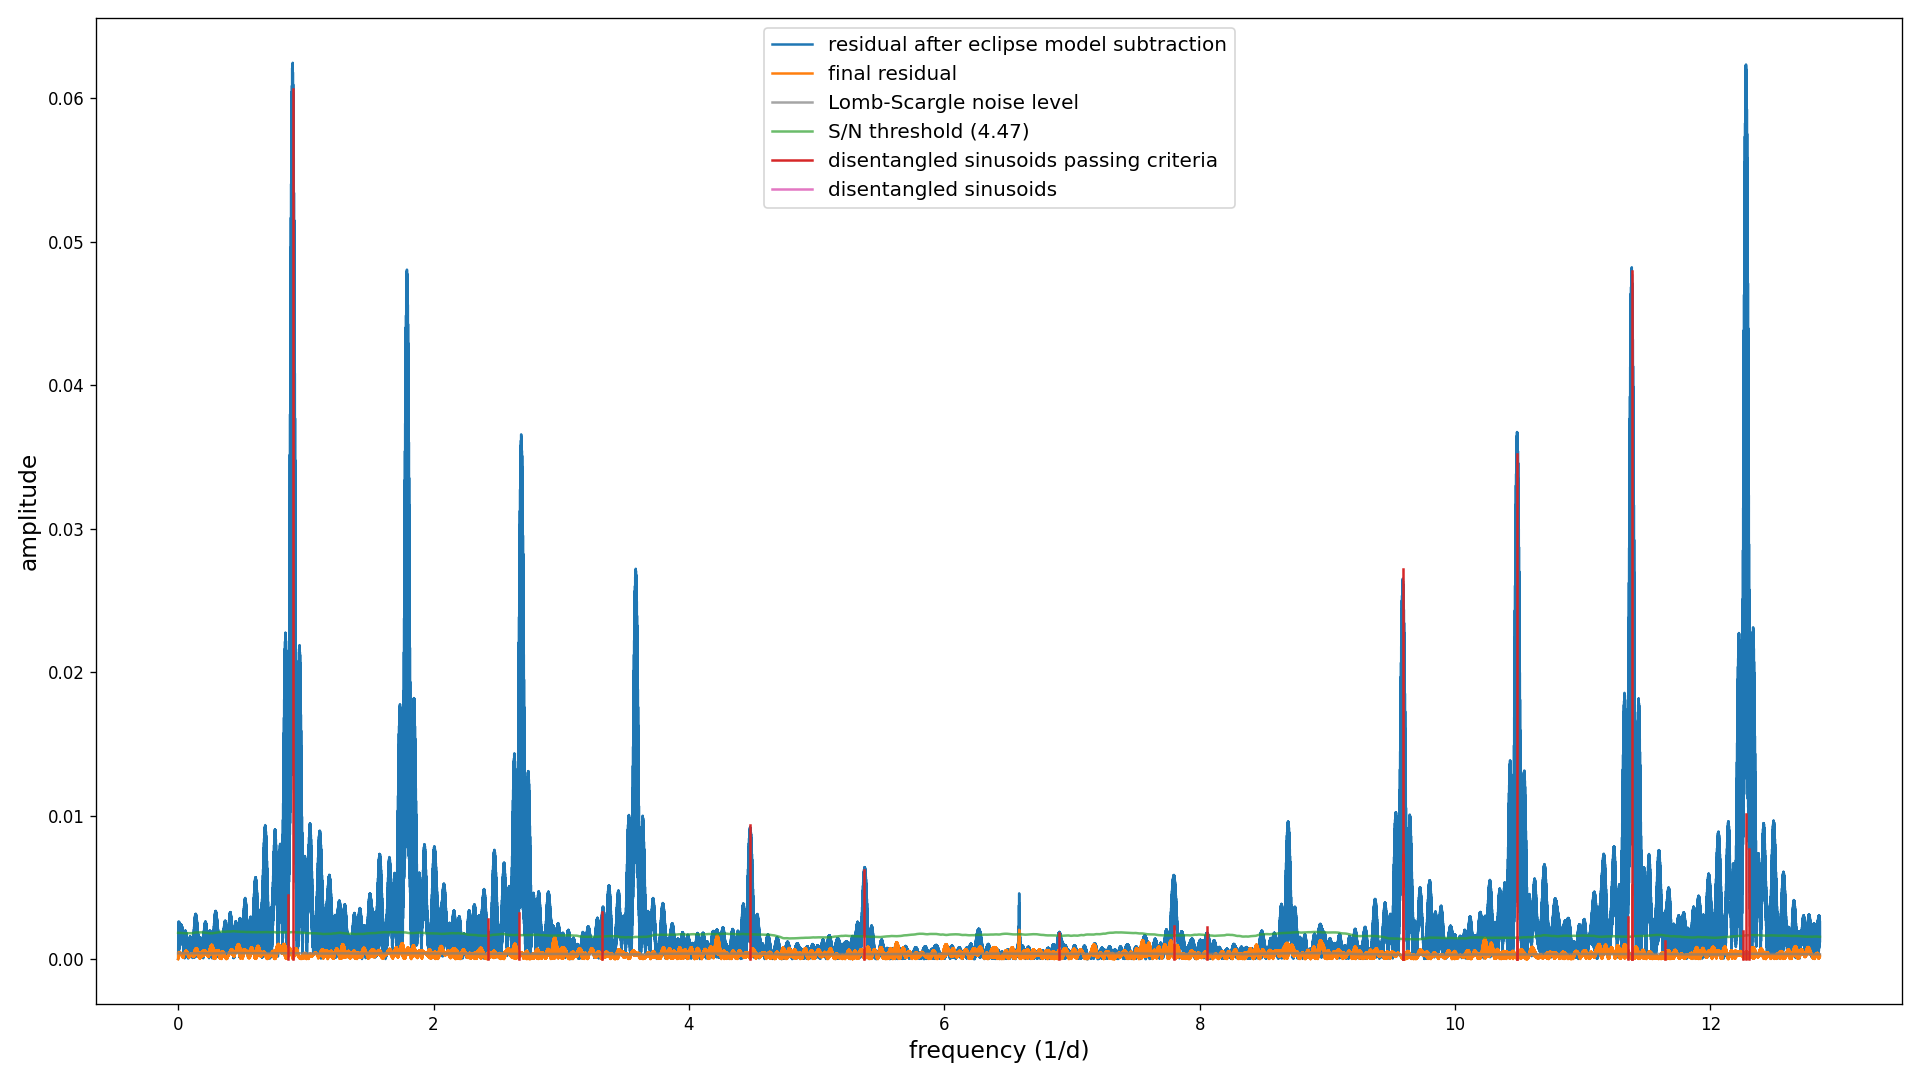 residual after eclipse model subtraction
final residual
Lomb-Scargle noise level
S/N threshold (4.47)
disentangled sinusoids passing criteria
disentangled sinusoids
amplitude
0.06
0.05
0.04
0.03
0.02
0.01
0.00
0 2 4 6 8 10 12
frequency (1/d)